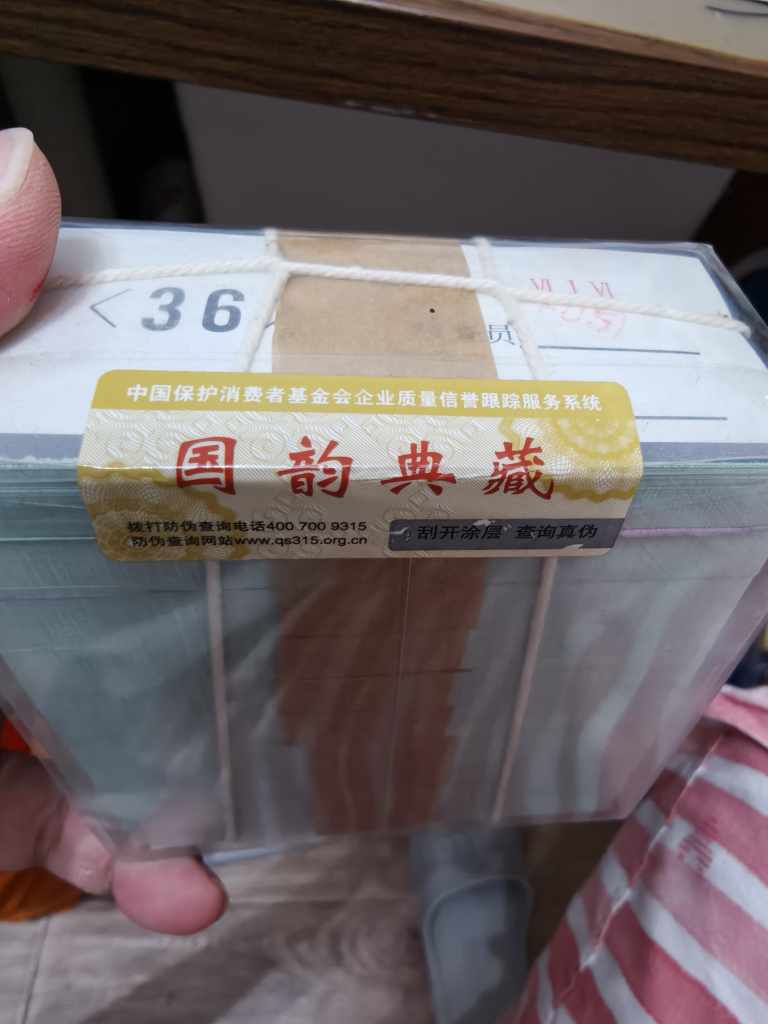 <36
ⅥⅠⅥ
员
中国保护消费者基金会企业质量信誉跟踪服务系统
国韵典藏
拨打防伪查询电话400 700 9315
防伪查询网站www.qs315.org.cn
刮开涂层 查询真伪